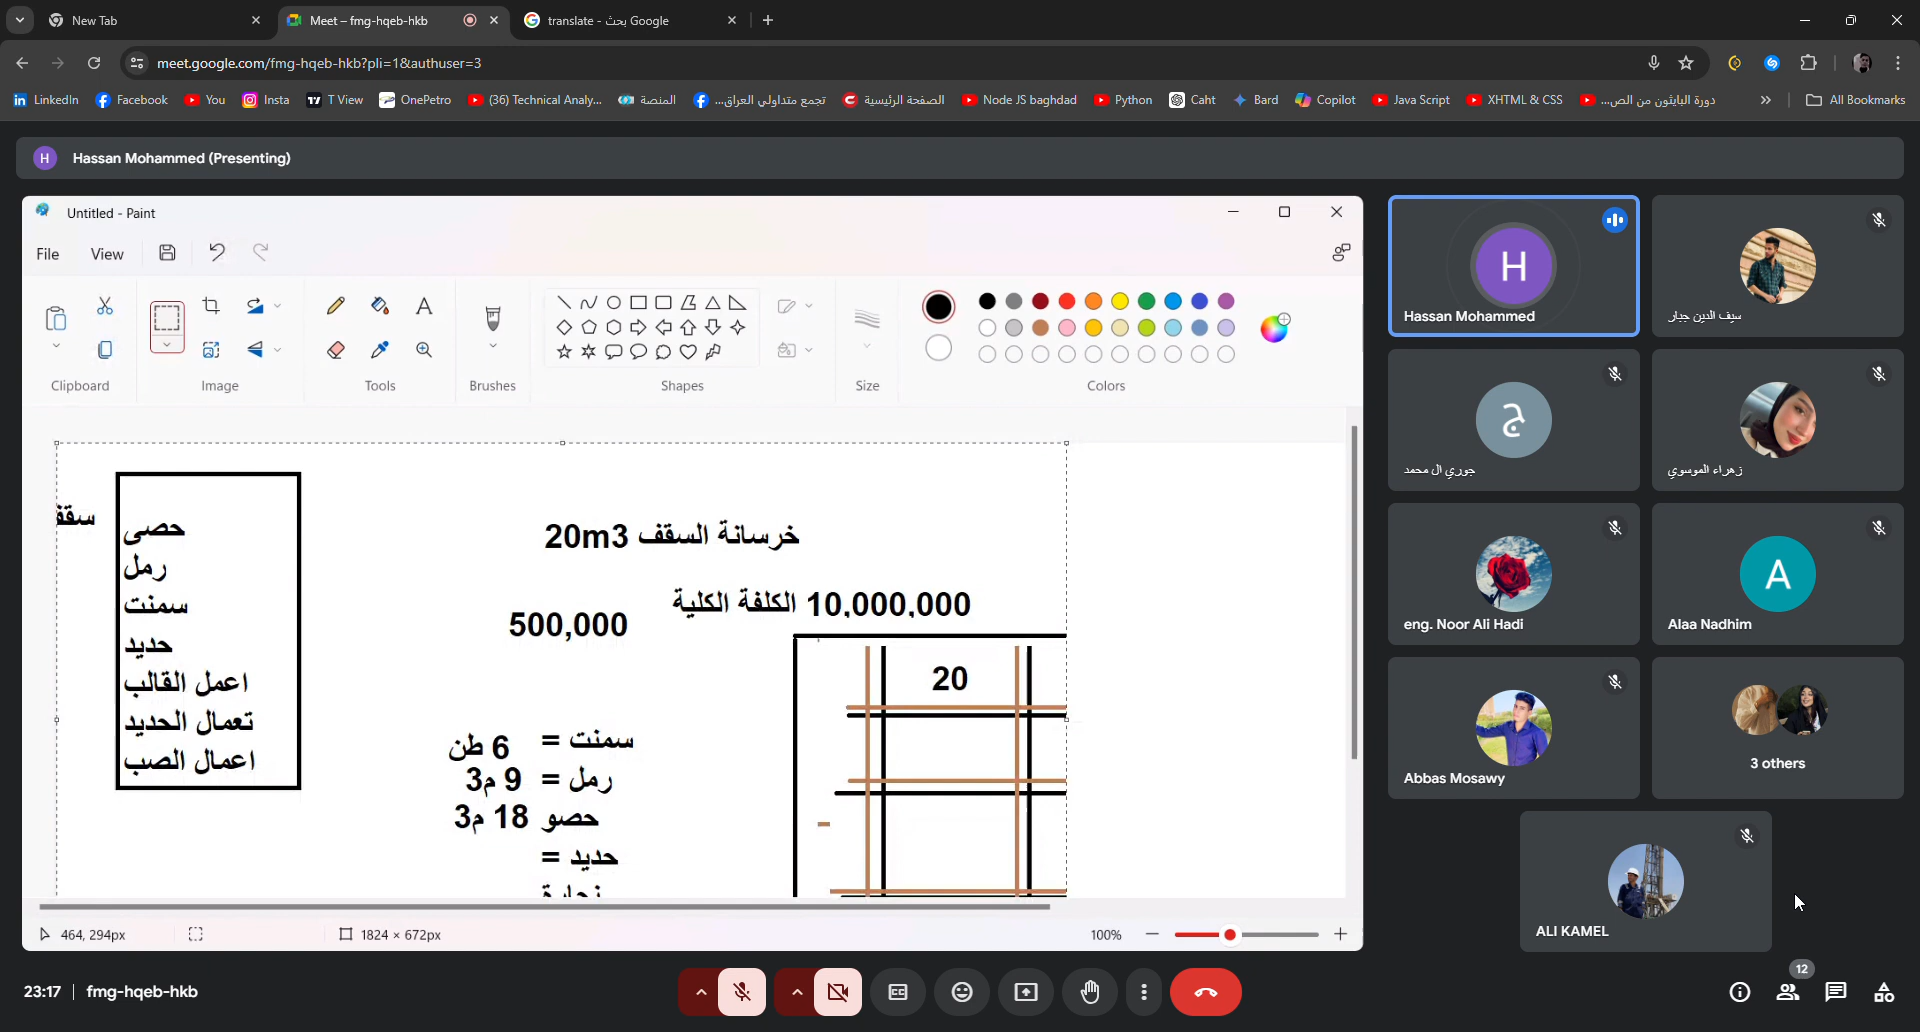 New Tab
Meet – fmg-hqeb-hkb
translate - بحث Google
meet.google.com/fmg-hqeb-hkb?pli=1&authuser=3
LinkedIn
Facebook
You
Insta
T View
OnePetro
(36) Technical Analy...
المنصة
تجمع متداولي العراق...
الصفحة الرئيسية
Node JS baghdad
Python
Caht
Bard
Copilot
Java Script
XHTML & CSS
دورة البايثون من الص...
All Bookmarks
H
Hassan Mohammed (Presenting)
Untitled - Paint
File
View
Clipboard
Image
Tools
Brushes
Shapes
Size
Colors
سقف
حصى
رمل
سمنت
حديد
اعمل القالب
تعمال الحديد
اعمال الصب
خرسانة السقف 20m3
10,000,000 الكلفة الكلية
500,000
20
سمنت = 6 طن
رمل = 9 م3
حصو 18 م3
حديد =
نجارة
464, 294px
1824 × 672px
100%
H
Hassan Mohammed
سيف الدين جبار
ج
جوري ال محمد
زهراء الموسوي
eng. Noor Ali Hadi
A
Alaa Nadhim
Abbas Mosawy
3 others
ALI KAMEL
23:17
fmg-hqeb-hkb
12